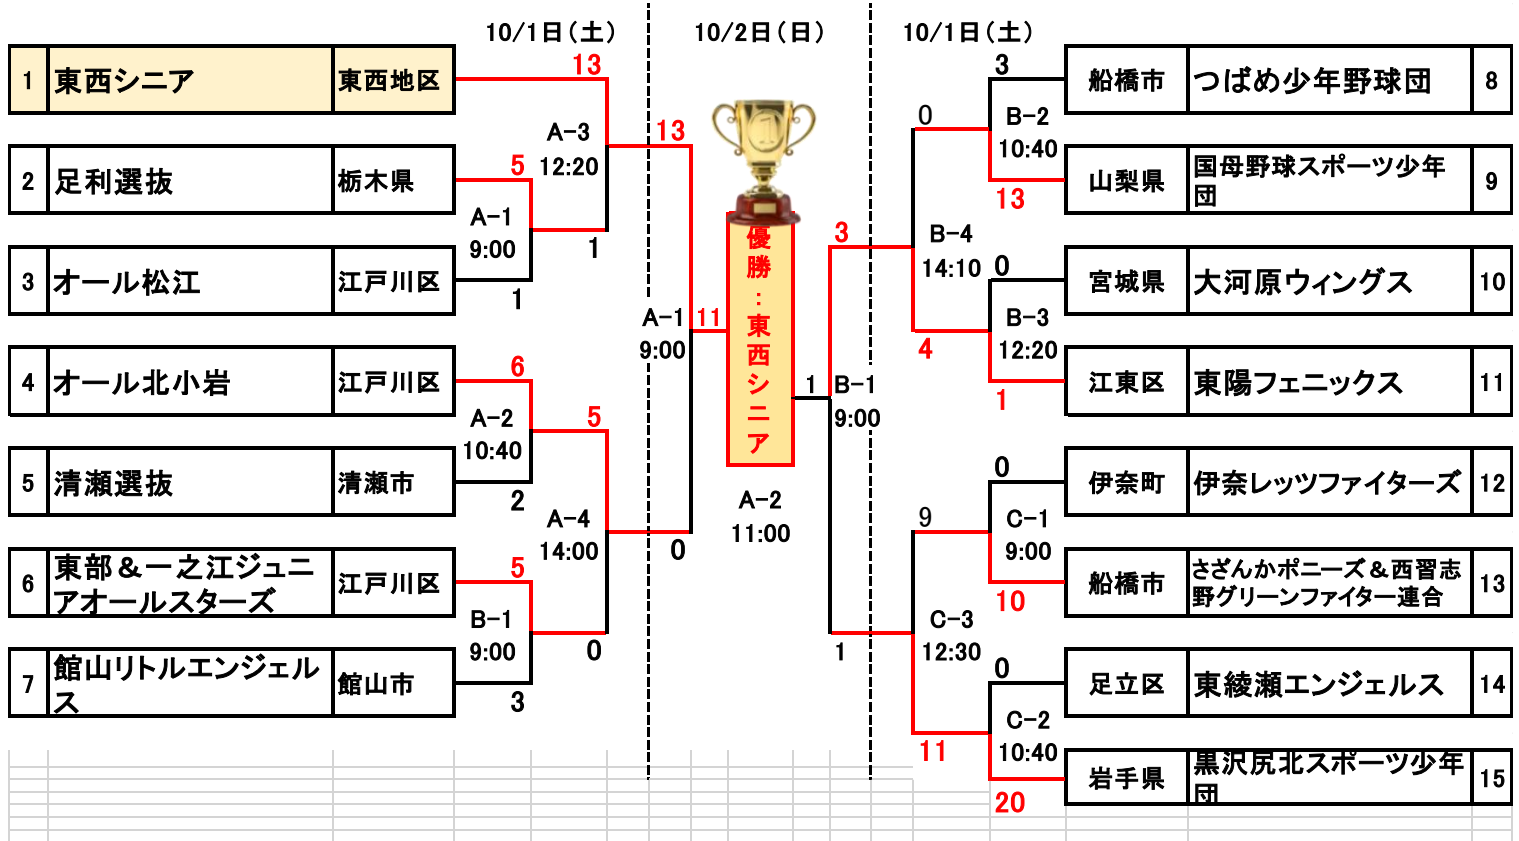 10/1日(土)
10/2日(日)
10/1日(土)
1 東西シニア 東西地区
2 足利選抜 栃木県
3 オール松江 江戸川区
4 オール北小岩 江戸川区
5 清瀬選抜 清瀬市
6 東部&一之江ジュニ
アオールスターズ 江戸川区
7 館山リトルエンジェル
ス 館山市
13
A-3
12:20
5
A-1
9:00
1
1
6
A-2
10:40
2
5
A-4
14:00
5
B-1
9:00
3
0
13
A-1
9:00
0
11
優勝:東西シニア
A-2
11:00
1
3
B-1
9:00
1
0
B-4
14:10
4
9
C-3
12:30
11
3
B-2
10:40
13
0
B-3
12:20
1
0
C-1
9:00
10
0
C-2
10:40
20
船橋市 つばめ少年野球団 8
山梨県 国母野球スポーツ少年
団 9
宮城県 大河原ウィングス 10
江東区 東陽フェニックス 11
伊奈町 伊奈レッツファイターズ 12
船橋市 さざんかポニーズ&西習志
野グリーンファイター連合 13
足立区 東綾瀬エンジェルス 14
岩手県 黒沢尻北スポーツ少年
団 15